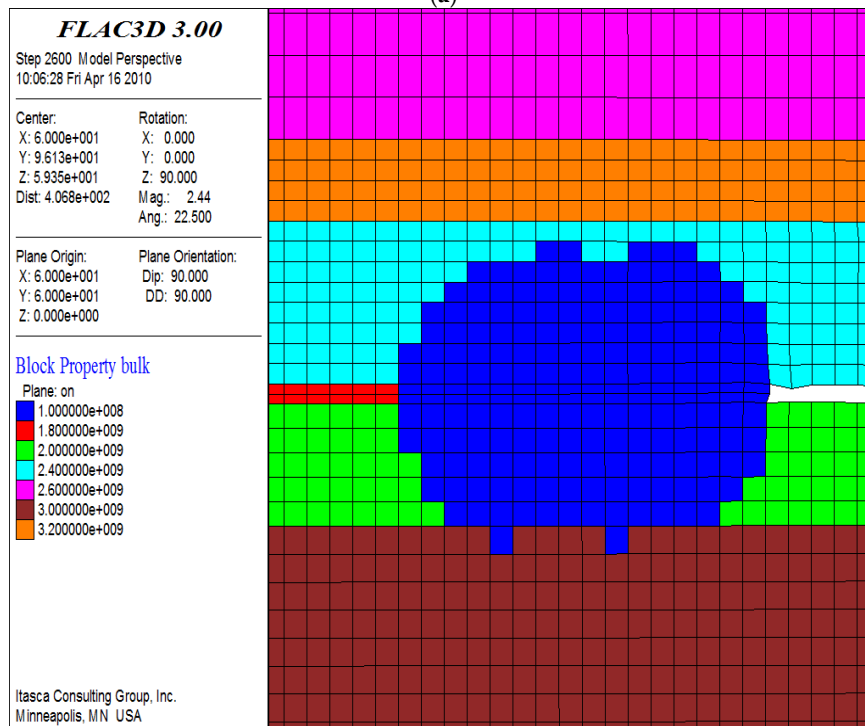 (a)
FLAC3D 3.00
Step 2600 Model Perspective
10:06:28 Fri Apr 16 2010
Center:
X: 6.000e+001
Y: 9.613e+001
Z: 5.935e+001
Dist: 4.068e+002
Rotation:
X: 0.000
Y: 0.000
Z: 90.000
Mag.: 2.44
Ang.: 22.500
Plane Origin:
X: 6.000e+001
Y: 6.000e+001
Z: 0.000e+000
Plane Orientation:
Dip: 90.000
DD: 90.000
Block Property bulk
Plane: on
1.000000e+008
1.800000e+009
2.000000e+009
2.400000e+009
2.600000e+009
3.000000e+009
3.200000e+009
Itasca Consulting Group, Inc.
Minneapolis, MN USA